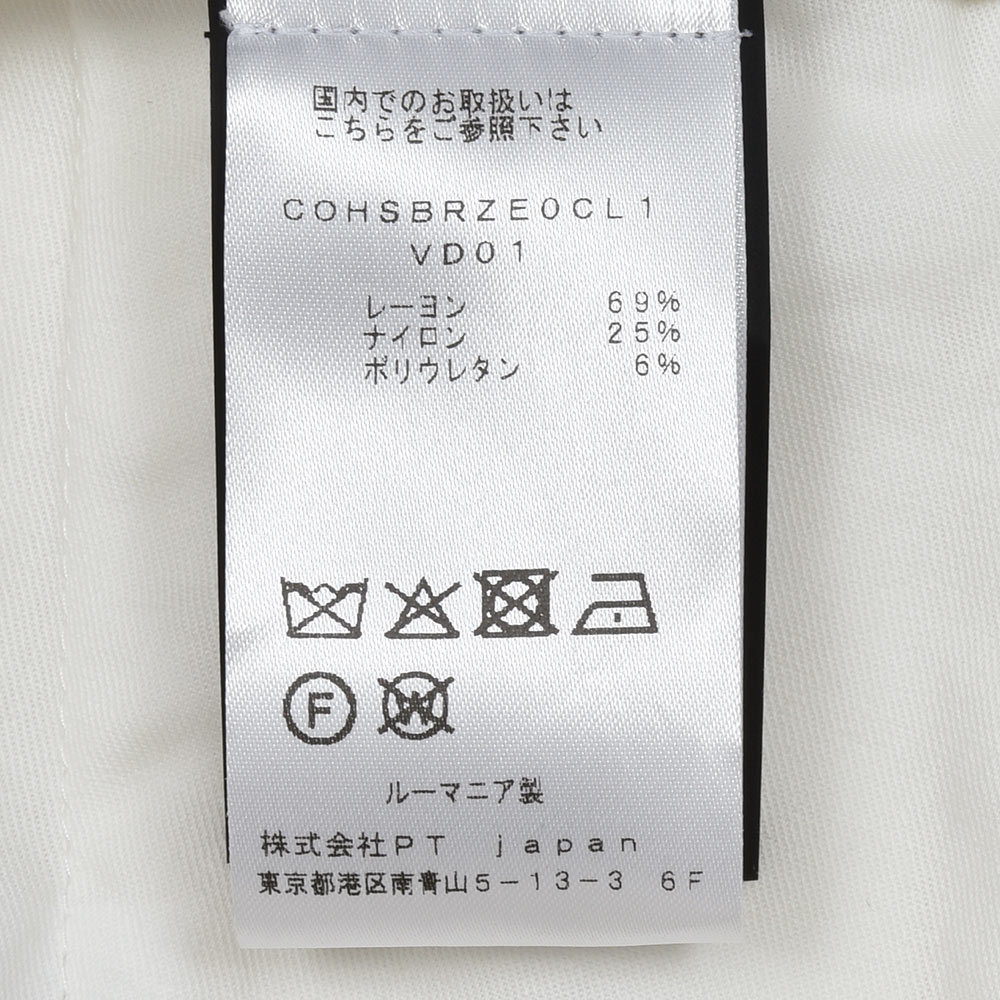 国内でのお取扱いは
こちらをご参照下さい
COHSBRZE0CL1
VD01
レーヨン 69%
ナイロン 25%
ポリウレタン 6%
F W
ルーマニア製
株式会社PT japan
東京都港区南青山5-13-3 6F